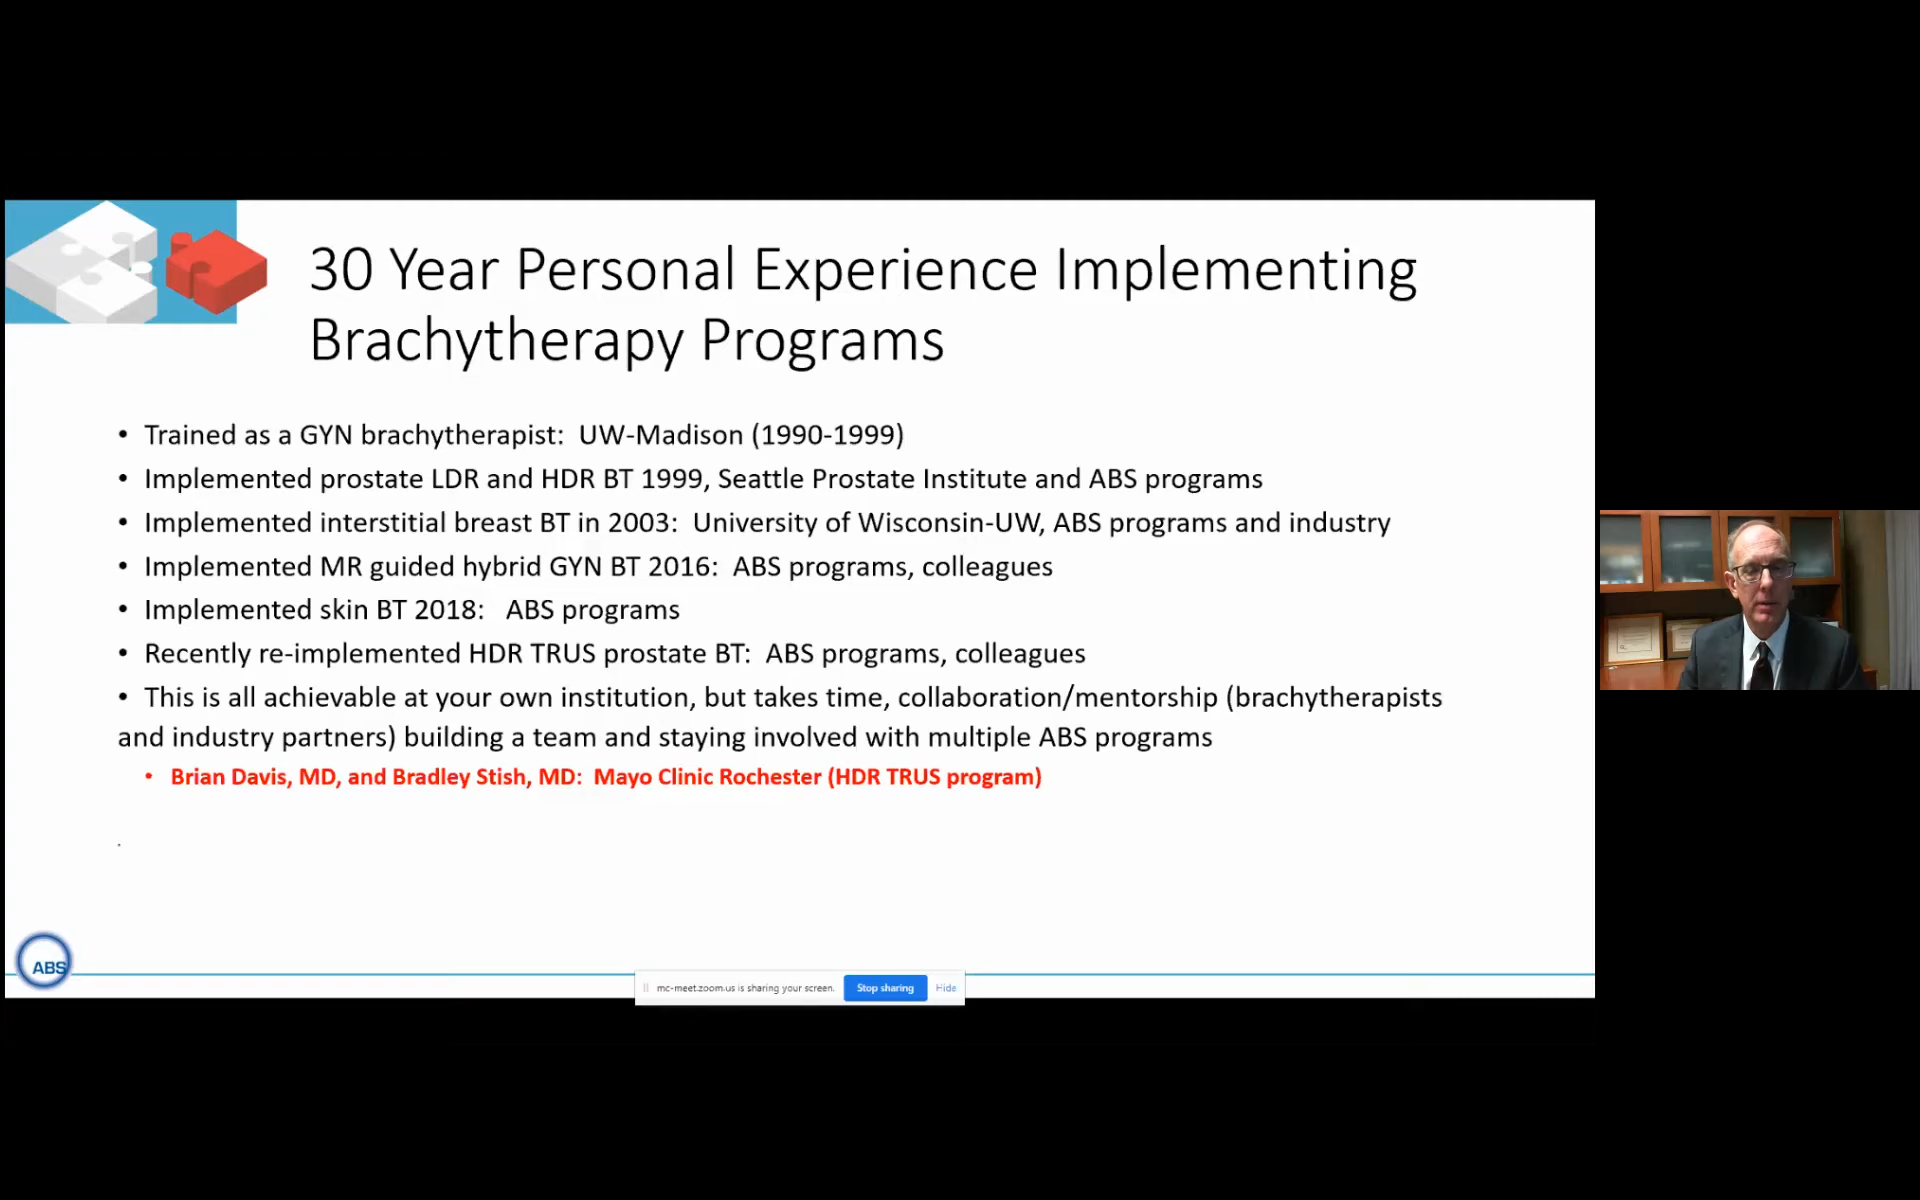 30 Year Personal Experience Implementing
Brachytherapy Programs
• Trained as a GYN brachytherapist: UW-Madison (1990-1999)
• Implemented prostate LDR and HDR BT 1999, Seattle Prostate Institute and ABS programs
• Implemented interstitial breast BT in 2003: University of Wisconsin-UW, ABS programs and industry
• Implemented MR guided hybrid GYN BT 2016: ABS programs, colleagues
• Implemented skin BT 2018: ABS programs
• Recently re-implemented HDR TRUS prostate BT: ABS programs, colleagues
• This is all achievable at your own institution, but takes time, collaboration/mentorship (brachytherapists
and industry partners) building a team and staying involved with multiple ABS programs
• Brian Davis, MD, and Bradley Stish, MD: Mayo Clinic Rochester (HDR TRUS program)
.
ABS
mc-meet.zoom.us is sharing your screen. Stop sharing Hide